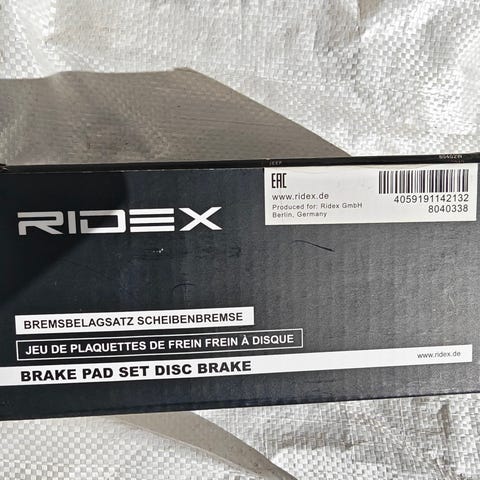 RIDEX
EAC
www.ridex.de
Produced for: Ridex GmbH
Berlin, Germany
4059191142132
8040338
BREMSBELAGSATZ SCHEIBENBREMSE
JEU DE PLAQUETTES DE FREIN FREIN À DISQUE
BRAKE PAD SET DISC BRAKE
www.ridex.de